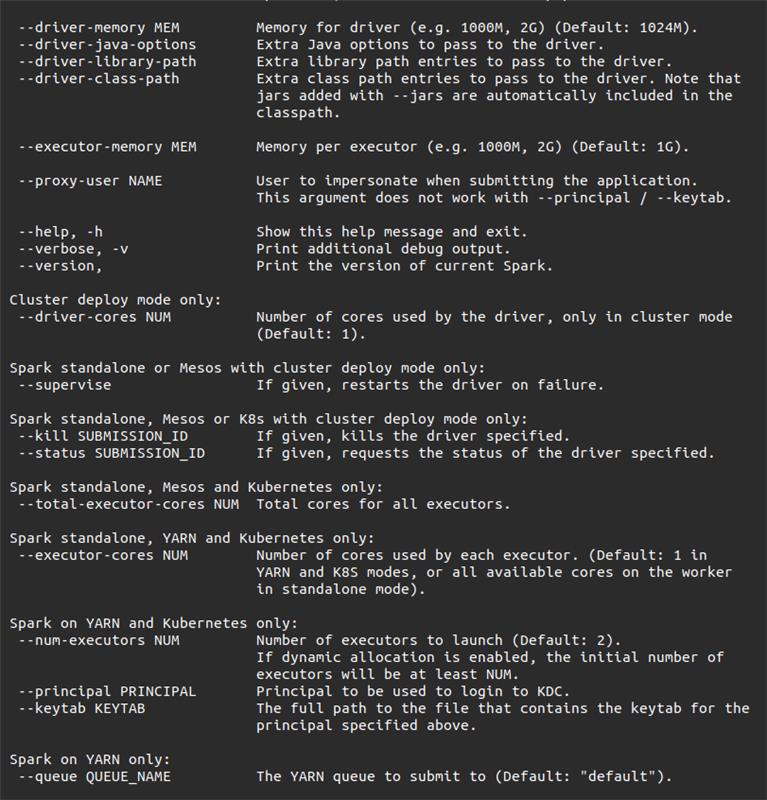 --driver-memory MEM         Memory for driver (e.g. 1000M, 2G) (Default: 1024M).
--driver-java-options       Extra Java options to pass to the driver.
--driver-library-path       Extra library path entries to pass to the driver.
--driver-class-path         Extra class path entries to pass to the driver. Note that
                            jars added with --jars are automatically included in the
                            classpath.

--executor-memory MEM       Memory per executor (e.g. 1000M, 2G) (Default: 1G).

--proxy-user NAME           User to impersonate when submitting the application.
                            This argument does not work with --principal / --keytab.

--help, -h                  Show this help message and exit.
--verbose, -v               Print additional debug output.
--version,                  Print the version of current Spark.

Cluster deploy mode only:
--driver-cores NUM          Number of cores used by the driver, only in cluster mode
                            (Default: 1).

Spark standalone or Mesos with cluster deploy mode only:
--supervise                 If given, restarts the driver on failure.

Spark standalone, Mesos or K8s with cluster deploy mode only:
--kill SUBMISSION_ID        If given, kills the driver specified.
--status SUBMISSION_ID      If given, requests the status of the driver specified.

Spark standalone, Mesos and Kubernetes only:
--total-executor-cores NUM  Total cores for all executors.

Spark standalone, YARN and Kubernetes only:
--executor-cores NUM        Number of cores used by each executor. (Default: 1 in
                            YARN and K8S modes, or all available cores on the worker
                            in standalone mode).

Spark on YARN and Kubernetes only:
--num-executors NUM         Number of executors to launch (Default: 2).
                            If dynamic allocation is enabled, the initial number of
                            executors will be at least NUM.
--principal PRINCIPAL       Principal to be used to login to KDC.
--keytab KEYTAB             The full path to the file that contains the keytab for the
                            principal specified above.

Spark on YARN only:
--queue QUEUE_NAME          The YARN queue to submit to (Default: "default").